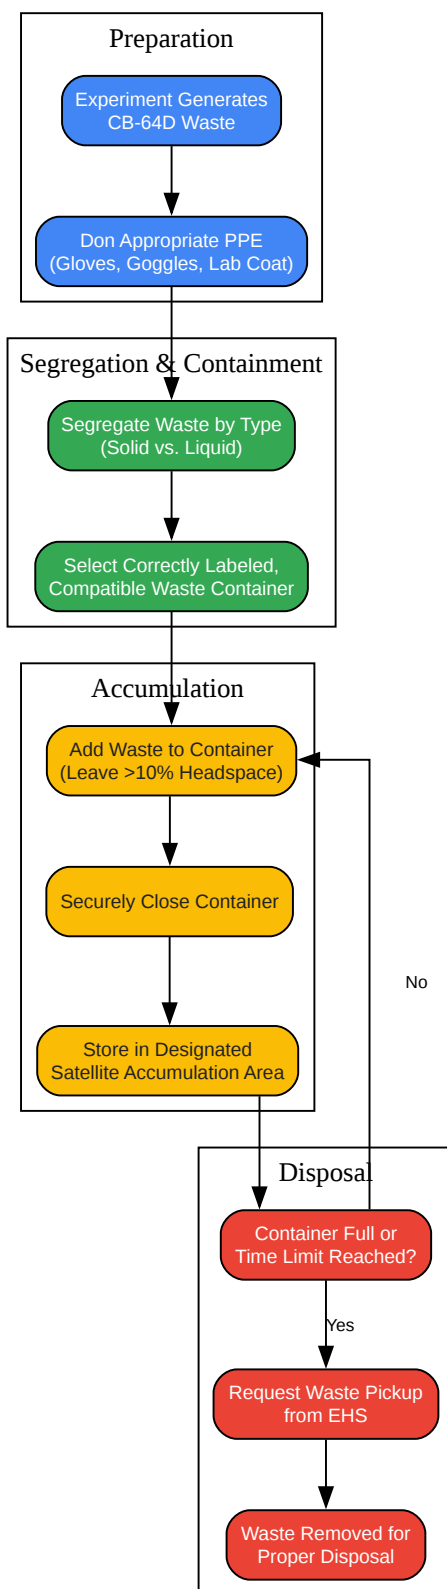 Preparation
Experiment Generates
CB-64D Waste
Don Appropriate PPE
(Gloves, Goggles, Lab Coat)
Segregation & Containment
Segregate Waste by Type
(Solid vs. Liquid)
Select Correctly Labeled,
Compatible Waste Container
Accumulation
Add Waste to Container
(Leave >10% Headspace)
Securely Close Container
No
Store in Designated
Satellite Accumulation Area
Disposal
Container Full or
Time Limit Reached?
Yes
Request Waste Pickup
from EHS
Waste Removed for
Proper Disposal